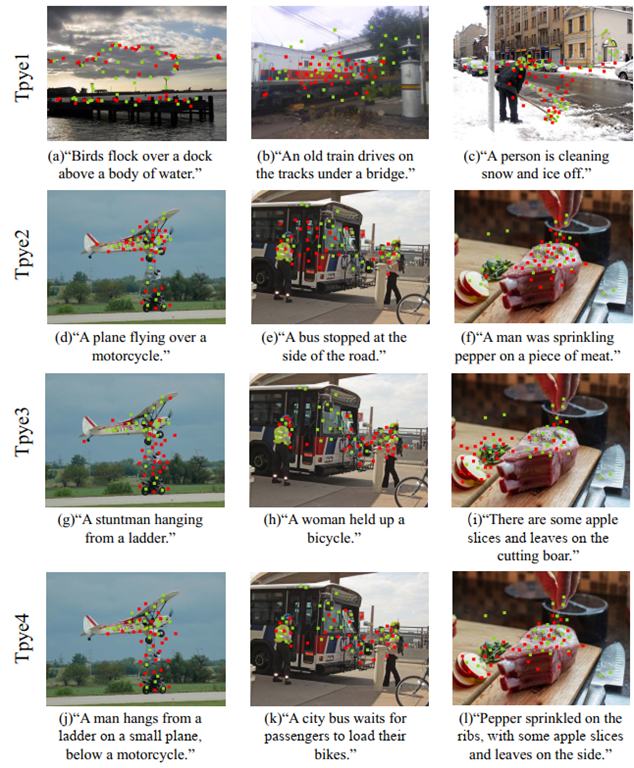 Tpye1
(a)“Birds flock over a dock
above a body of water.”
(b)“An old train drives on
the tracks under a bridge.”
(c)“A person is cleaning
snow and ice off.”
Tpye2
(d)“A plane flying over a
motorcycle.”
(e)“A bus stopped at the
side of the road.”
(f)“A man was sprinkling
pepper on a piece of meat.”
Tpye3
(g)“A stuntman hanging
from a ladder.”
(h)“A woman held up a
bicycle.”
(i)“There are some apple
slices and leaves on the
cutting boar.”
Tpye4
(j)“A man hangs from a
ladder on a small plane,
below a motorcycle.”
(k)“A city bus waits for
passengers to load their
bikes.”
(l)“Pepper sprinkled on the
ribs, with some apple slices
and leaves on the side.”